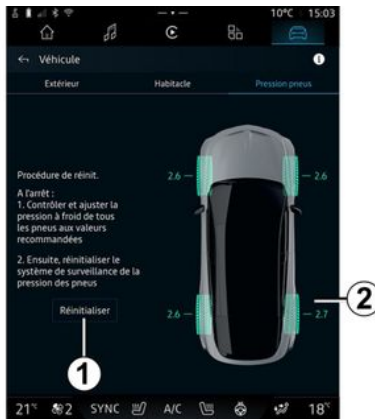 10°C 15:03
Véhicule
Extérieur Habitacle Pression pneus
Procédure de réinit.
A l'arrêt :
1. Contrôler et ajuster la
pression à froid de tous
les pneus aux valeurs
recommandées
2. Ensuite, réinitialiser le
système de surveillance de la
pression des pneus
Réinitialiser
2.6 2.6
2.6 2.7
1
2
21°C 2 SYNC A/C 18°C